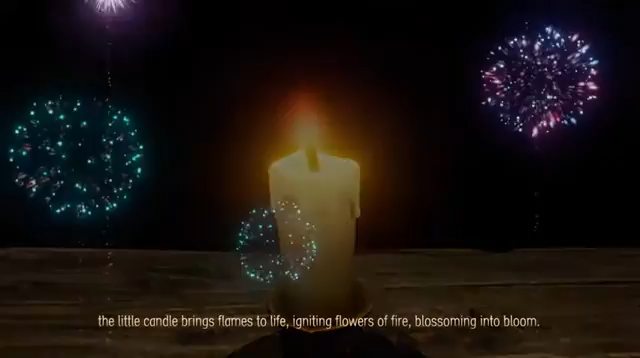 the little candle brings flames to life, igniting flowers of fire, blossoming into bloom.